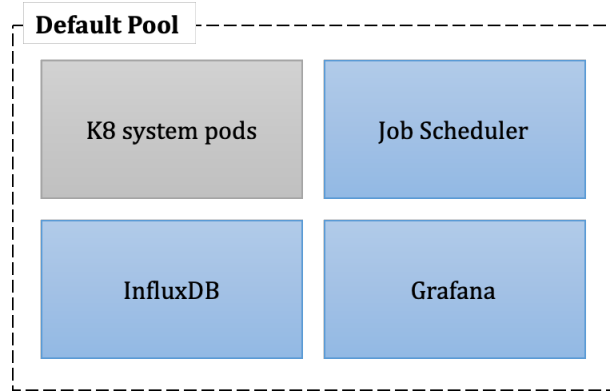 Default Pool
K8 system pods
Job Scheduler
InfluxDB
Grafana